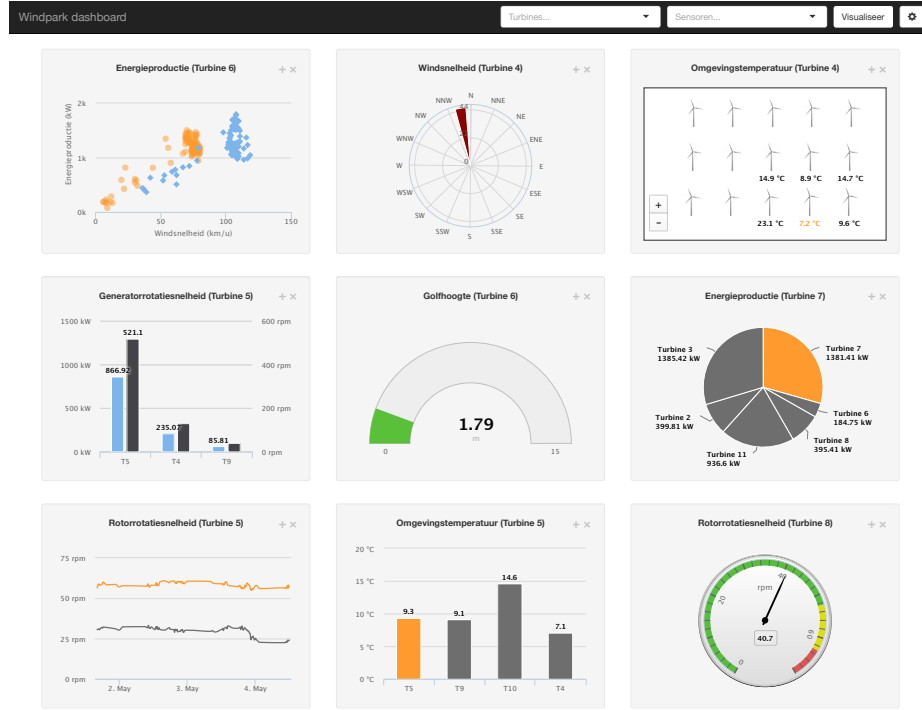 Windpark dashboard
Turbines...
Sensoren...
Visualiseer
Energieproductie (Turbine 6)
Energieproductie (kW)
2k
1k
0k
0
50
100
150
Windsnelheid (km/u)
Windsnelheid (Turbine 4)
N
NNE
NE
ENE
E
ESE
SE
SSE
S
SSW
SW
WSW
W
WNW
NW
NNW
0
Omgevingstemperatuur (Turbine 4)
14.9 °C
8.9 °C
14.7 °C
+
−
23.1 °C
7.2 °C
9.6 °C
Generatorrotatiesnelheid (Turbine 5)
1500 kW
1000 kW
500 kW
0 kW
600 rpm
400 rpm
200 rpm
0 rpm
866.92
521.1
235.07
85.81
T5
T4
T9
Golfhoogte (Turbine 6)
1.79
m
0
15
Energieproductie (Turbine 7)
Turbine 3
1385.42 kW
Turbine 7
1381.41 kW
Turbine 2
399.81 kW
Turbine 6
184.75 kW
Turbine 8
395.41 kW
Turbine 11
936.6 kW
Rotorrotatiesnelheid (Turbine 5)
75 rpm
50 rpm
25 rpm
0 rpm
2. May
3. May
4. May
Omgevingstemperatuur (Turbine 5)
20 °C
15 °C
10 °C
5 °C
0 °C
9.3
9.1
14.6
7.1
T5
T9
T10
T4
Rotorrotatiesnelheid (Turbine 8)
rpm
0
20
40
60
40.7